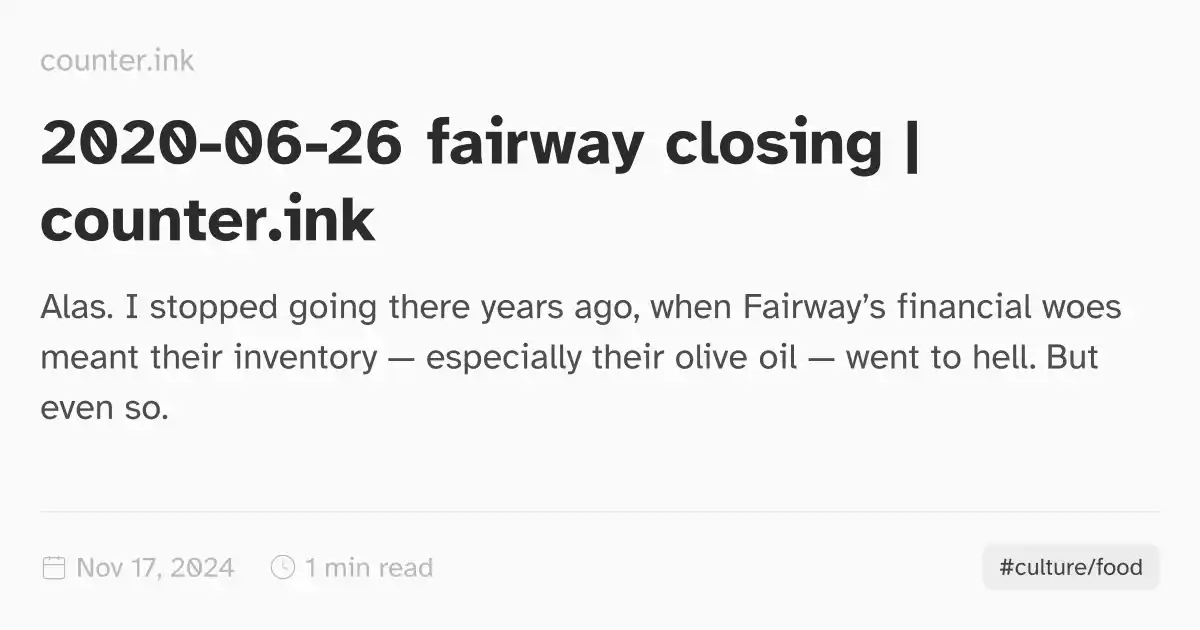 counter.ink
2020-06-26 fairway closing |
counter.ink
Alas. I stopped going there years ago, when Fairway’s financial woes
meant their inventory — especially their olive oil — went to hell. But
even so.
Nov 17, 2024 1 min read #culture/food